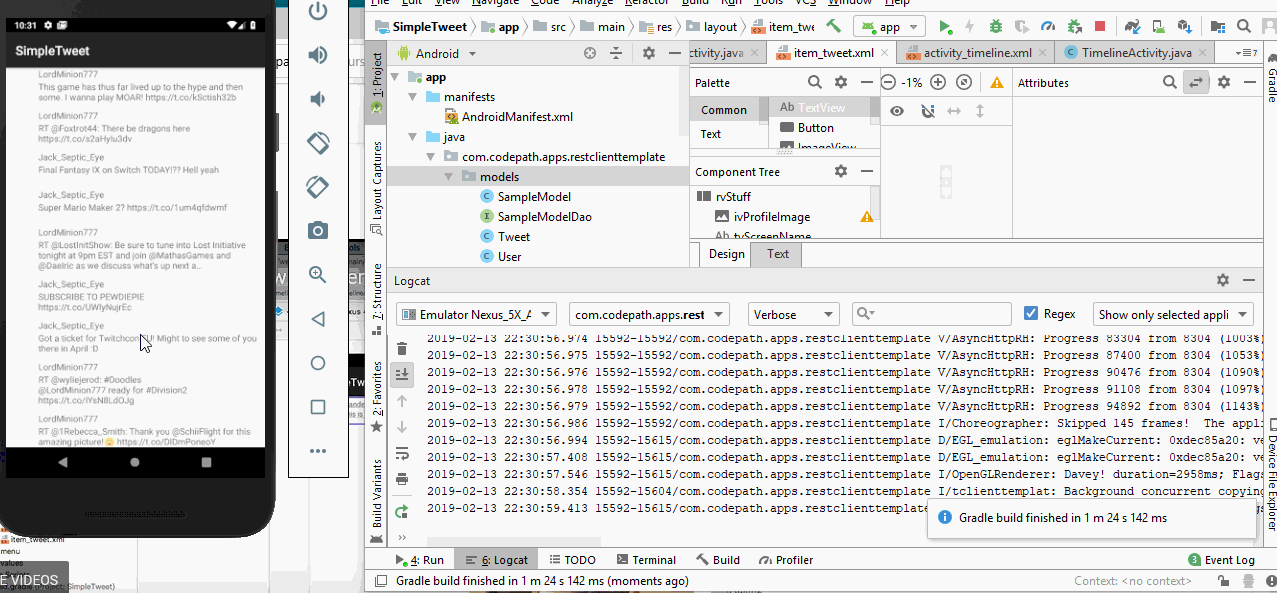 File Edit View Navigate Code Analyze Refactor Build Run Tools VCS Window Help
SimpleTweet app src main res layout item_twe app
10:31
SimpleTweet
LordMinion777
This game has thus far lived up to the hype and then
some. I wanna play MOAR! https://t.co/kSctish32b
LordMinion777
RT @Foxtrot44: There be dragons here
https://t.co/s2aHyIu3dv
Jack_Septic_Eye
Final Fantasy IX on Switch TODAY!?? Hell yeah
Jack_Septic_Eye
Super Mario Maker 2? https://t.co/1um4qfdwmf
LordMinion777
RT @LostInitShow: Be sure to tune into Lost Initiative
tonight at 9pm EST and join @MathasGames and
@Daelric as we discuss what's up next a...
Jack_Septic_Eye
SUBSCRIBE TO PEWDIEPIE
https://t.co/UWlyNujrEc
Jack_Septic_Eye
Got a ticket for Twitchcon EU! Might to see some of you
there in April :D
LordMinion777
RT @wyliejerod: #Doodles
@LordMinion777 ready for #Division2
https://t.co/IYsN8LdOJg
LordMinion777
RT @1Rebecca_Smith: Thank you @SchiiFlight for this
amazing picture!😊 https://t.co/DIDmPoneoY
item_tweet.xml
menu
values
E VIDEOS
1: Project
Layout Captures
7: Structure
2: Favorites
Build Variants
Android
app
manifests
AndroidManifest.xml
java
com.codepath.apps.restclienttemplate
models
SampleModel
SampleModelDao
Tweet
User
ctivity.java
item_tweet.xml
activity_timeline.xml
TimelineActivity.java
7
Palette
Common
Text
Ab TextView
Button
ImageView
Component Tree
rvStuff
ivProfileImage
Ab tvScreenName
-1%
Attributes
Design Text
Gradle
Device File Explorer
Logcat
Emulator Nexus_5X_A
com.codepath.apps.rest
Verbose
Regex
Show only selected appli
2019-02-13 22:30:56.974 15592-15592/com.codepath.apps.restclienttemplate V/AsyncHttpRH: Progress 83304 from 8304 (1003%)
2019-02-13 22:30:56.975 15592-15592/com.codepath.apps.restclienttemplate V/AsyncHttpRH: Progress 87400 from 8304 (1053%)
2019-02-13 22:30:56.976 15592-15592/com.codepath.apps.restclienttemplate V/AsyncHttpRH: Progress 90476 from 8304 (1090%)
2019-02-13 22:30:56.978 15592-15592/com.codepath.apps.restclienttemplate V/AsyncHttpRH: Progress 91108 from 8304 (1097%)
2019-02-13 22:30:56.979 15592-15592/com.codepath.apps.restclienttemplate V/AsyncHttpRH: Progress 94892 from 8304 (1143%)
2019-02-13 22:30:56.986 15592-15592/com.codepath.apps.restclienttemplate I/Choreographer: Skipped 145 frames! The appli
2019-02-13 22:30:56.994 15592-15615/com.codepath.apps.restclienttemplate D/EGL_emulation: eglMakeCurrent: 0xdec85a20: ve
2019-02-13 22:30:57.408 15592-15615/com.codepath.apps.restclienttemplate D/EGL_emulation: eglMakeCurrent: 0xdec85a20: ve
2019-02-13 22:30:57.546 15592-15615/com.codepath.apps.restclienttemplate I/OpenGLRenderer: Davey! duration=2958ms; Flags
2019-02-13 22:30:58.354 15592-15604/com.codepath.apps.restclienttemplate I/tclienttemplat: Background concurrent copying
2019-02-13 22:30:59.413 15592-15615/com.codepath.apps.restclienttemplate
Gradle build finished in 1 m 24 s 142 ms
4: Run 6: Logcat TODO Terminal Build Profiler 3 Event Log
Gradle build finished in 1 m 24 s 142 ms (moments ago) Context: <no context>